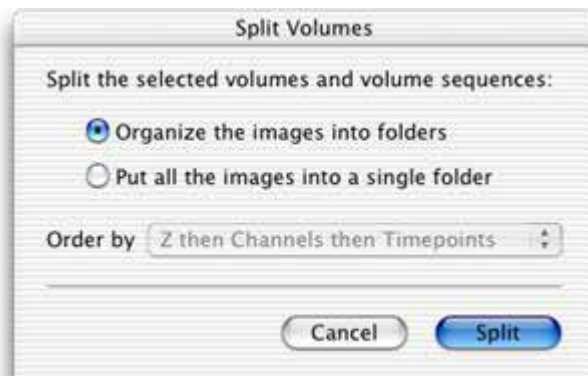 Split Volumes
Split the selected volumes and volume sequences:
Organize the images into folders
Put all the images into a single folder
Order by Z then Channels then Timepoints
Cancel Split